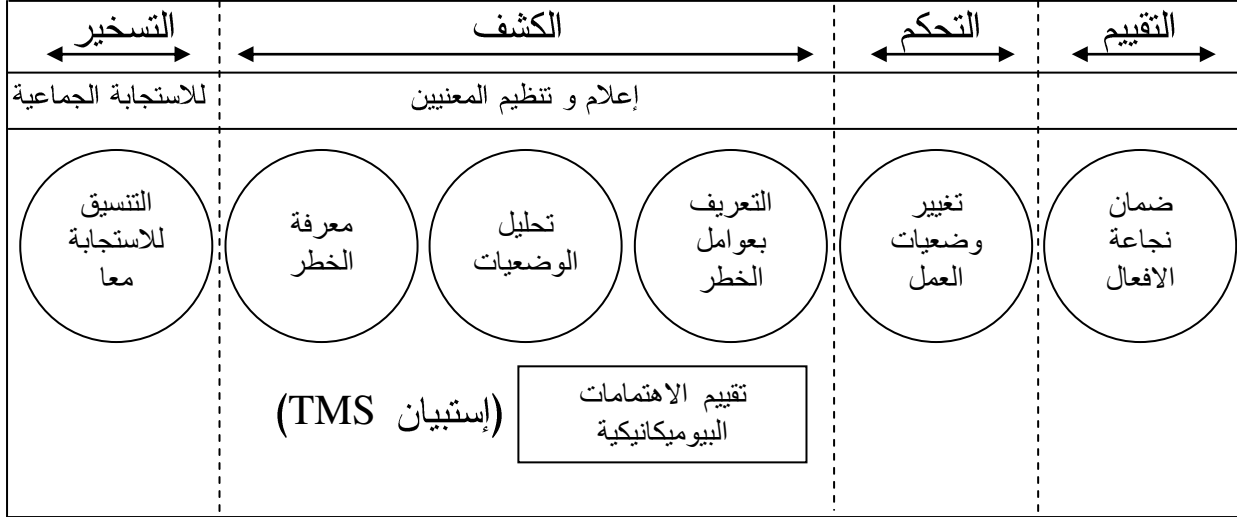 التسخير
الكشف
التحكم
التقييم
للاستجابة الجماعية
إعلام و تنظيم المعنيين
التنسيق
للاستجابة
معا
معرفة
الخطر
تحليل
الوضعيات
التعريف
بعوامل
الخطر
تغيير
وضعيات
العمل
ضمان
نجاعة
الافعال
تقييم الاهتمامات
البيوميكانيكية
(إستبيان TMS)